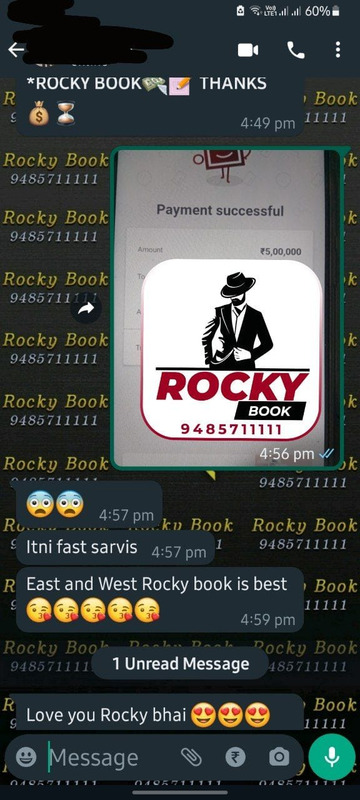 60%
*ROCKY BOOK THANKS
4:49 pm
Rocky Book
9485711111
Payment successful
Amount
₹5,00,000
ROCKY
BOOK
9485711111
4:56 pm
4:57 pm
Itni fast sarvis 4:57 pm
East and West Rocky book is best
4:59 pm
1 Unread Message
Love you Rocky bhai
Message